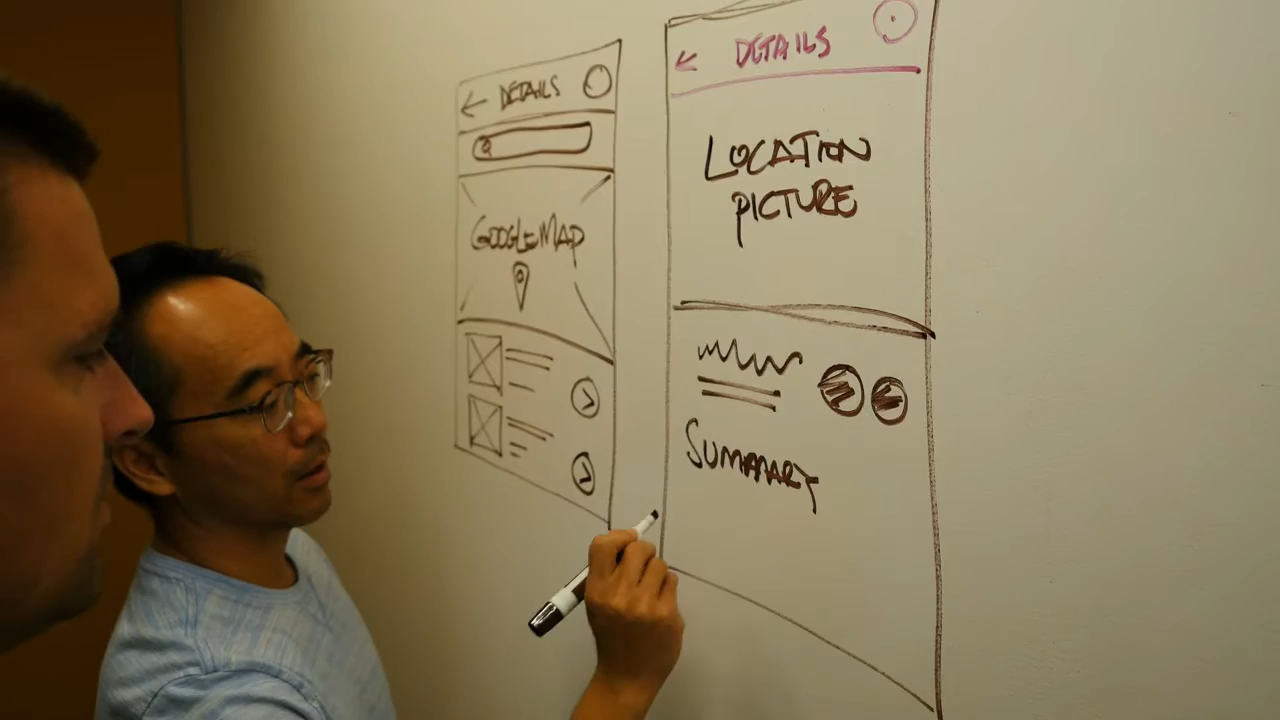 DETAILS
GOOGLE MAP
DETAILS
LOCATION
PICTURE
SUMMARY